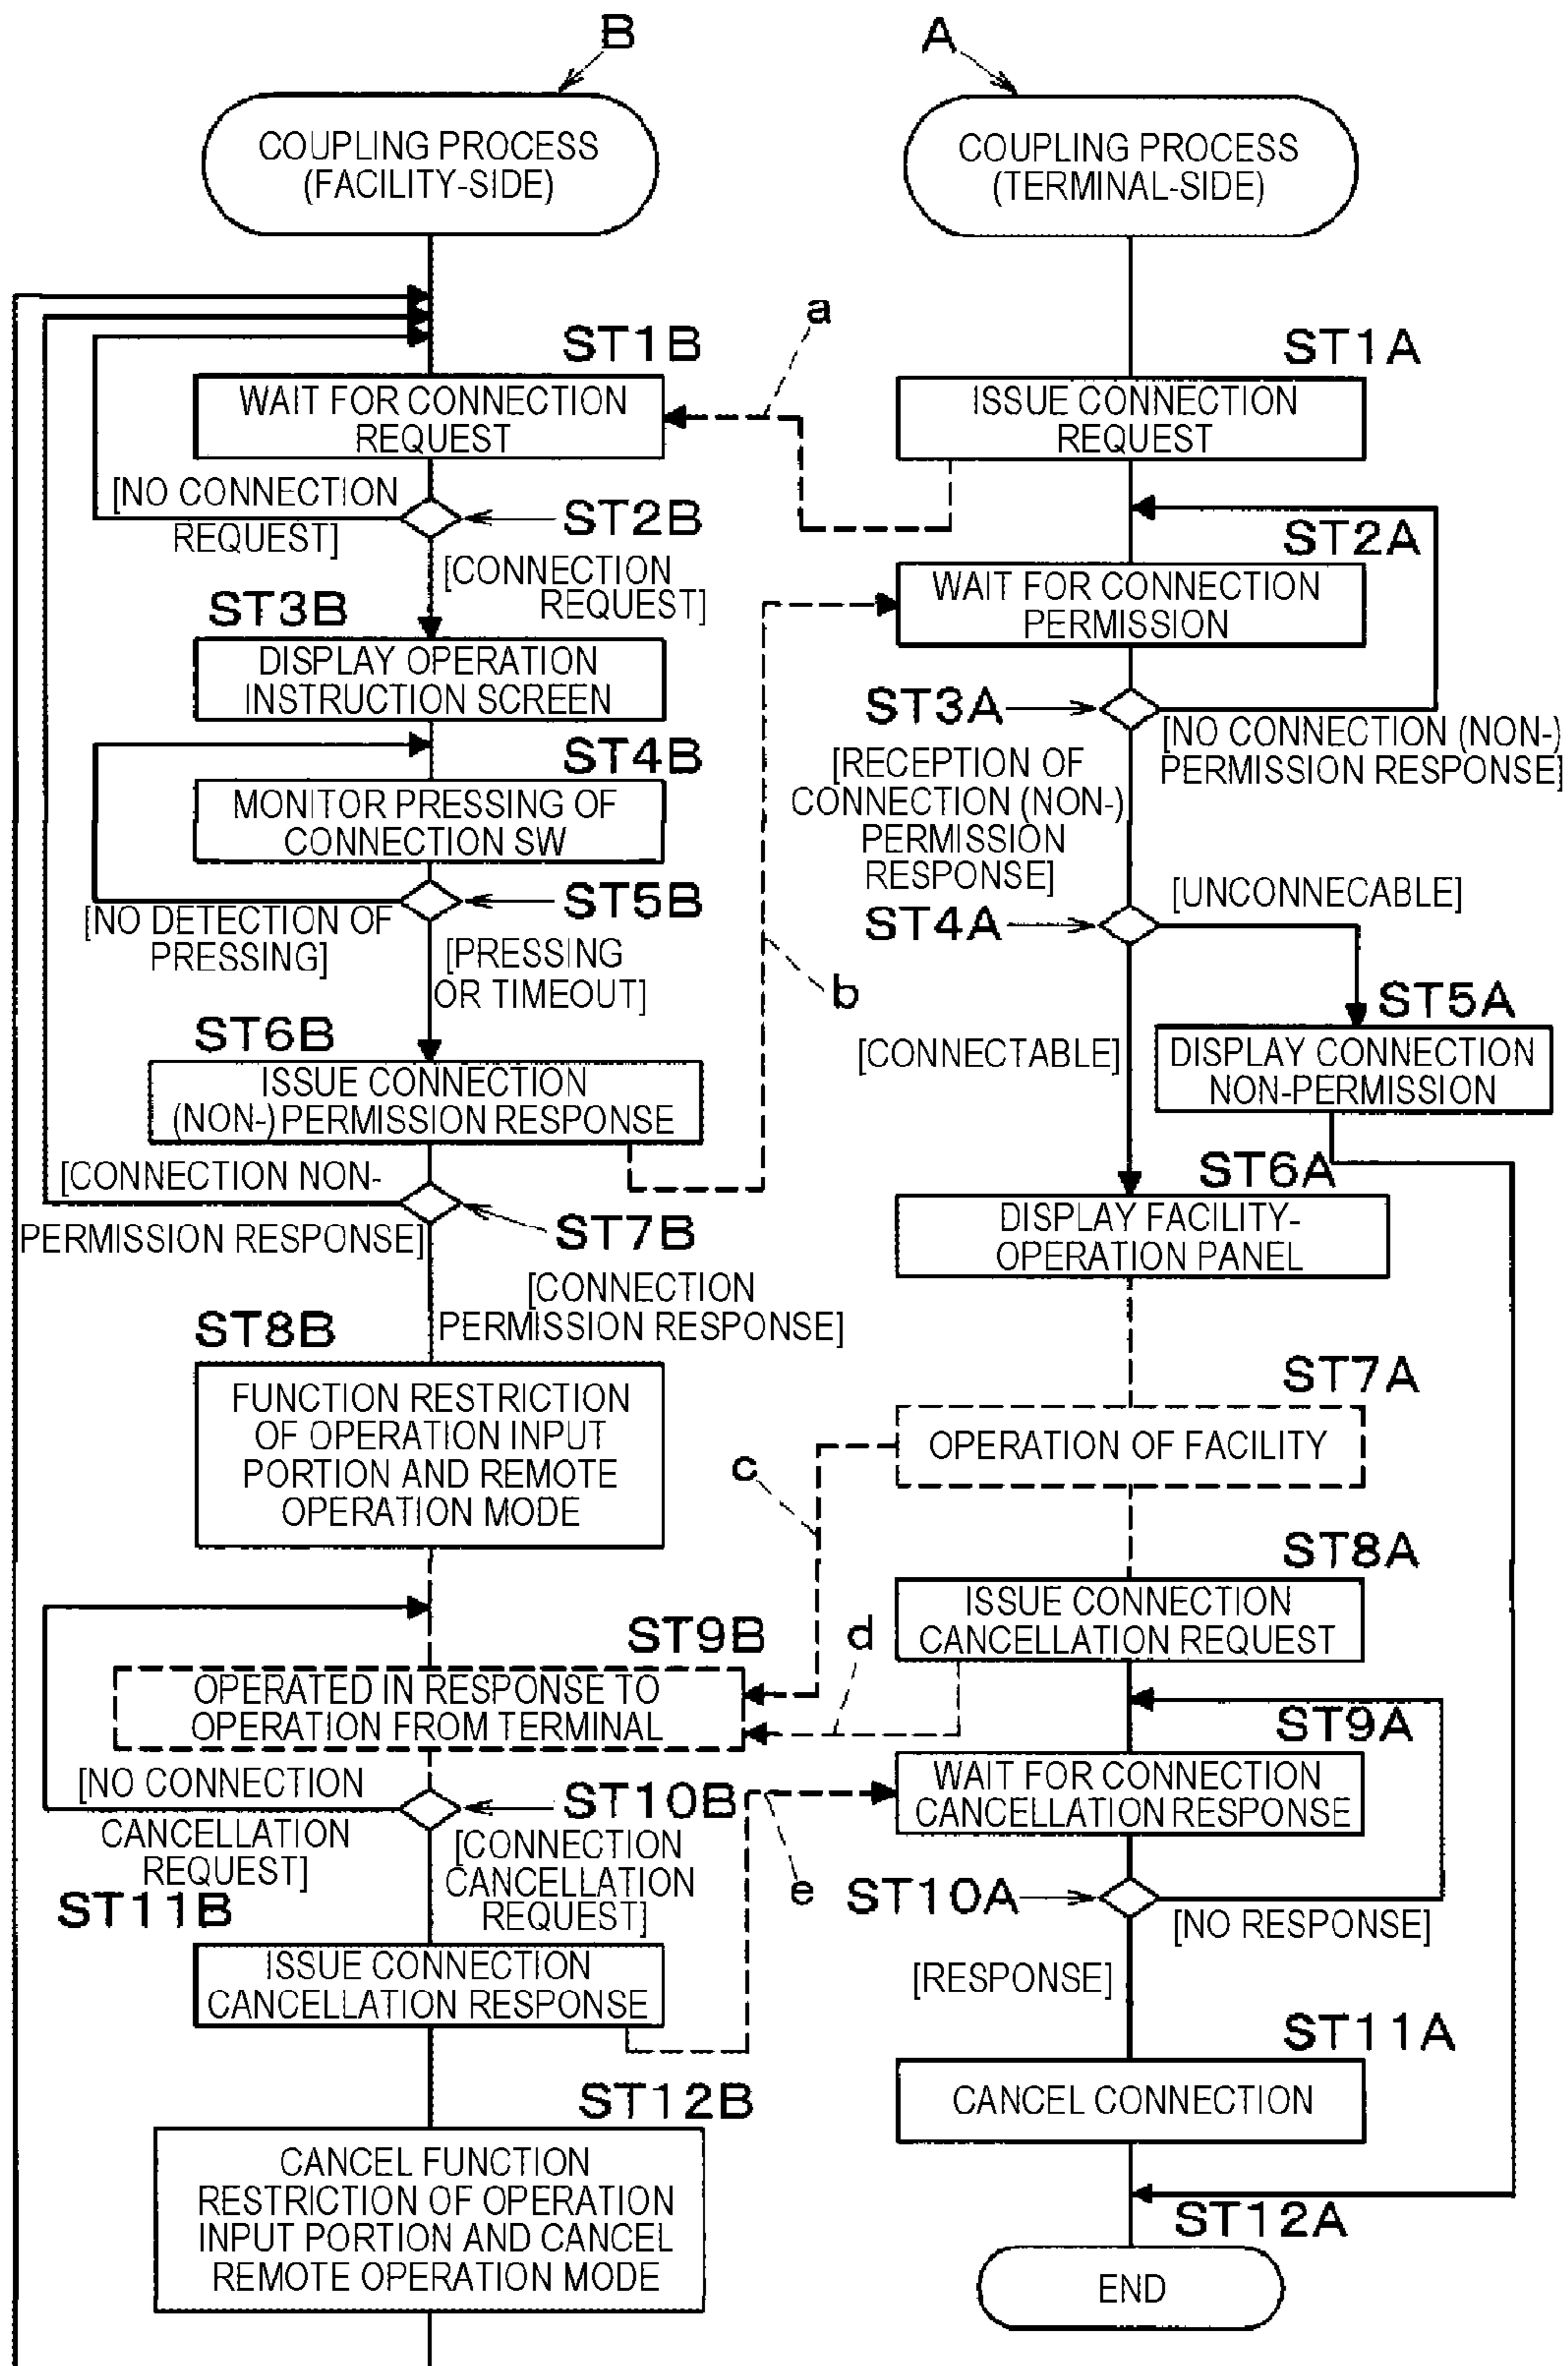 B
COUPLING PROCESS
(FACILITY-SIDE)
ST1B
WAIT FOR CONNECTION
REQUEST
[NO CONNECTION
REQUEST]
ST2B
[CONNECTION
REQUEST]
ST3B
DISPLAY OPERATION
INSTRUCTION SCREEN
ST4B
MONITOR PRESSING OF
CONNECTION SW
ST5B
[NO DETECTION OF
PRESSING]
[PRESSING
OR TIMEOUT]
ST6B
ISSUE CONNECTION
(NON-)PERMISSION RESPONSE
[CONNECTION NON-
PERMISSION RESPONSE]
ST7B
[CONNECTION
PERMISSION RESPONSE]
ST8B
FUNCTION RESTRICTION
OF OPERATION INPUT
PORTION AND REMOTE
OPERATION MODE
ST9B
OPERATED IN RESPONSE TO
OPERATION FROM TERMINAL
[NO CONNECTION
CANCELLATION
REQUEST]
ST10B
[CONNECTION
CANCELLATION
REQUEST]
ST11B
ISSUE CONNECTION
CANCELLATION RESPONSE
ST12B
CANCEL FUNCTION
RESTRICTION OF OPERATION
INPUT PORTION AND CANCEL
REMOTE OPERATION MODE
a
b
c
d
e
A
COUPLING PROCESS
(TERMINAL-SIDE)
ST1A
ISSUE CONNECTION
REQUEST
ST2A
WAIT FOR CONNECTION
PERMISSION
ST3A
[NO CONNECTION (NON-)
PERMISSION RESPONSE]
[RECEPTION OF
CONNECTION (NON-)
PERMISSION
RESPONSE]
ST4A
[UNCONNECABLE]
ST5A
DISPLAY CONNECTION
NON-PERMISSION
[CONNECTABLE]
ST6A
DISPLAY FACILITY-
OPERATION PANEL
ST7A
OPERATION OF FACILITY
ST8A
ISSUE CONNECTION
CANCELLATION REQUEST
ST9A
WAIT FOR CONNECTION
CANCELLATION RESPONSE
ST10A
[NO RESPONSE]
[RESPONSE]
ST11A
CANCEL CONNECTION
ST12A
END